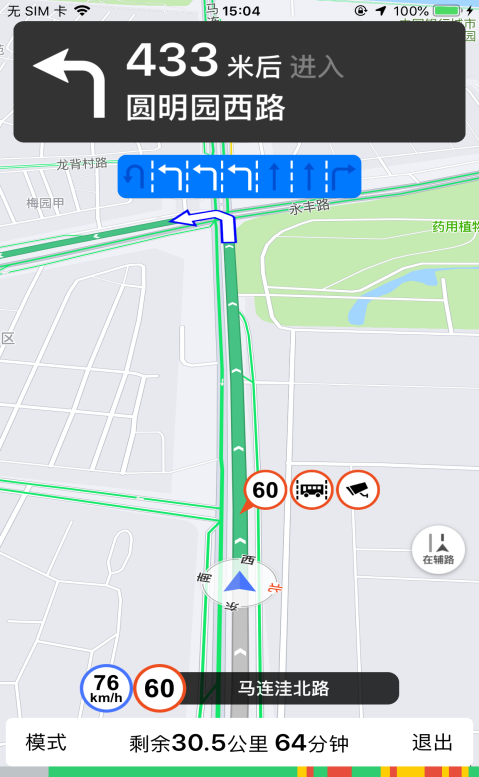 无 SIM 卡 15:04 100%
433 米后 进入
圆明园西路
龙背村路
梅园甲
永丰路
药用植物
区
60
在辅路
西
南
北
东
76
km/h
60
马连洼北路
模式 剩余30.5公里 64分钟 退出